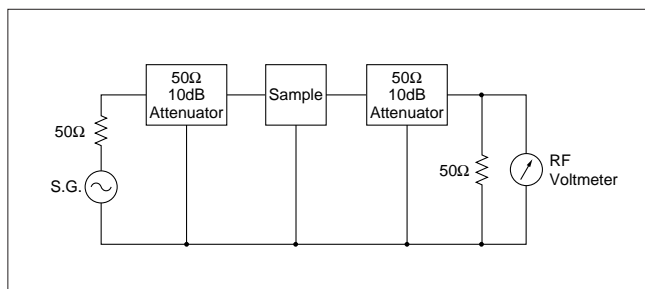 50Ω
10dB
Attenuator
Sample
50Ω
10dB
Attenuator
50Ω
S.G.
50Ω
RF
Voltmeter